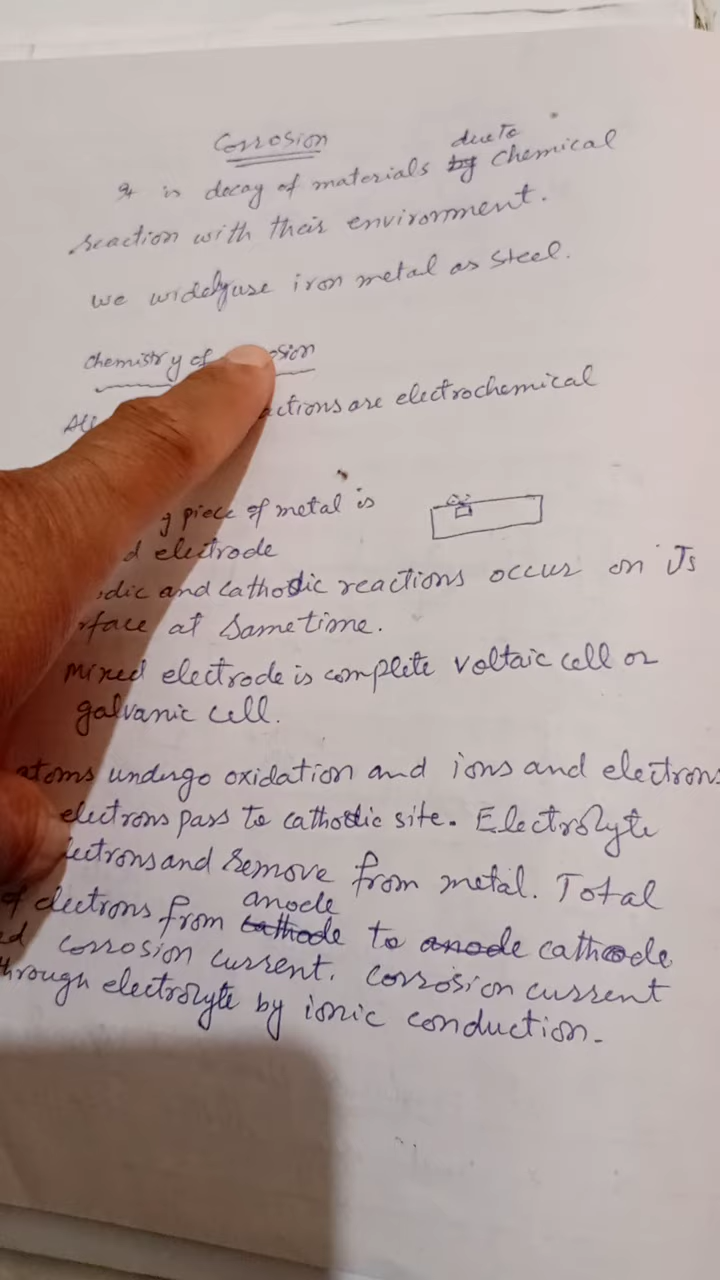 Corrosion
It is decay of materials due to chemical
reaction with their environment.
we widely use iron metal as steel.
chemistry of
are electrochemical
piece of metal is
electrode
and cathodic reactions occur on its
at same time.
Mixed electrode is complete voltaic cell or
galvanic cell.
atoms undergo oxidation and ions and electrons
electrons pass to cathodic site. Electrolyte
and remove from metal. Total
of electrons from anode to cathode
corrosion current. Corrosion current
through electrolyte by ionic conduction.